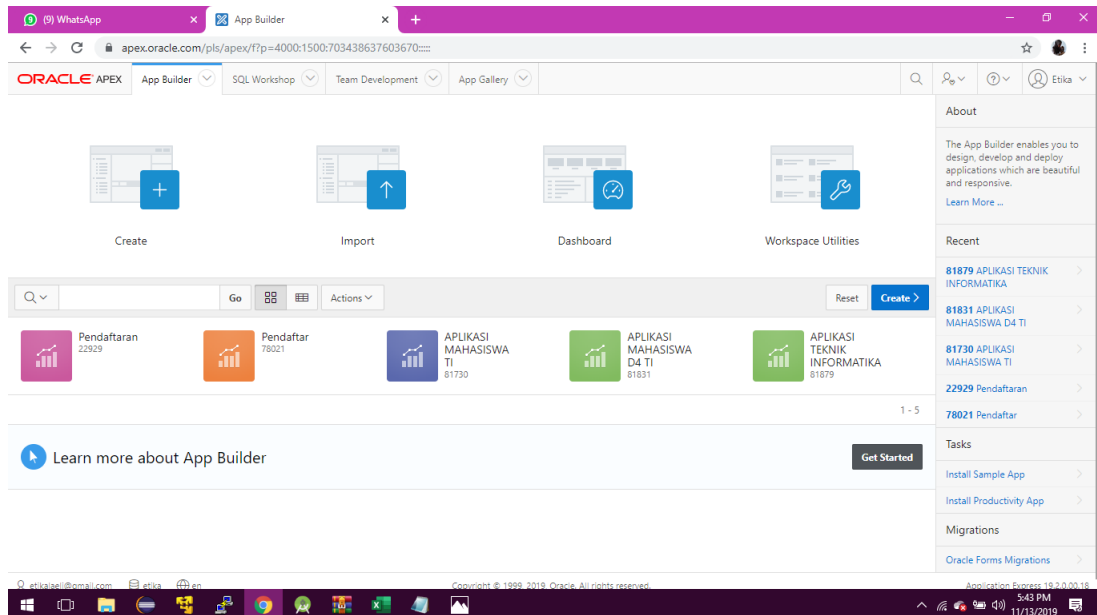 (9) WhatsApp
App Builder
apex.oracle.com/pls/apex/f?p=4000:1500:703438637603670:::::
ORACLE APEX
App Builder
SQL Workshop
Team Development
App Gallery
Etika
Create
Import
Dashboard
Workspace Utilities
Go
Actions
Reset
Create >
Pendaftaran
22929
Pendaftar
78021
APLIKASI
MAHASISWA
TI
81730
APLIKASI
MAHASISWA
D4 TI
81831
APLIKASI
TEKNIK
INFORMATIKA
81879
1 - 5
Learn more about App Builder
Get Started
About
The App Builder enables you to
design, develop and deploy
applications which are beautiful
and responsive.
Learn More ...
Recent
81879 APLIKASI TEKNIK
INFORMATIKA
81831 APLIKASI
MAHASISWA D4 TI
81730 APLIKASI
MAHASISWA TI
22929 Pendaftaran
78021 Pendaftar
Tasks
Install Sample App
Install Productivity App
Migrations
Oracle Forms Migrations
etika
en
Copyright © 1999, 2019, Oracle. All rights reserved.
Application Express 19.2.0.00.18
5:43 PM
11/13/2019